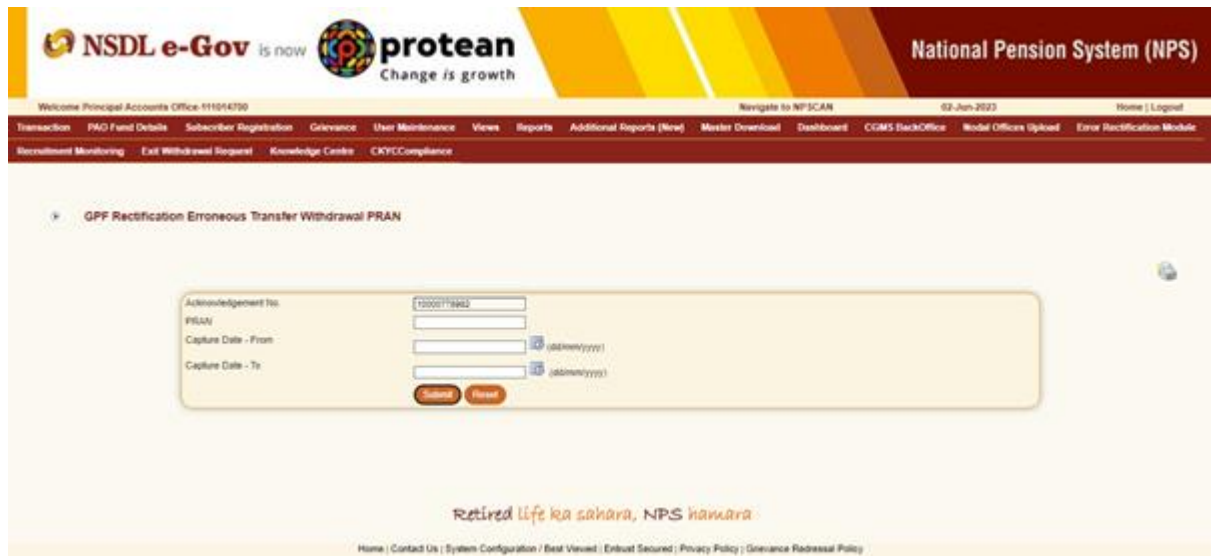 NSDL e-Gov is now protean
Change is growth
National Pension System (NPS)
Welcome Principal Accounts Office-111014700 Navigate to NPSCAN 02-Jun-2023 Home | Logout
Transaction PAO Fund Details Subscriber Registration Grievance User Maintenance Views Reports Additional Reports (New) Master Download Dashboard CGMS BackOffice Nodal Offices Upload Error Rectification Module
Recruitment Monitoring Exit Withdrawal Request Knowledge Centre CKYCCompliance
GPF Rectification Erroneous Transfer Withdrawal PRAN
Acknowledgement No.
PRAN
Capture Date - From (dd/mm/yyyy)
Capture Date - To (dd/mm/yyyy)
Submit Reset
Retired life ka sahara, NPS hamara
Home | Contact Us | System Configuration / Best Viewed | Entrust Secured | Privacy Policy | Grievance Redressal Policy